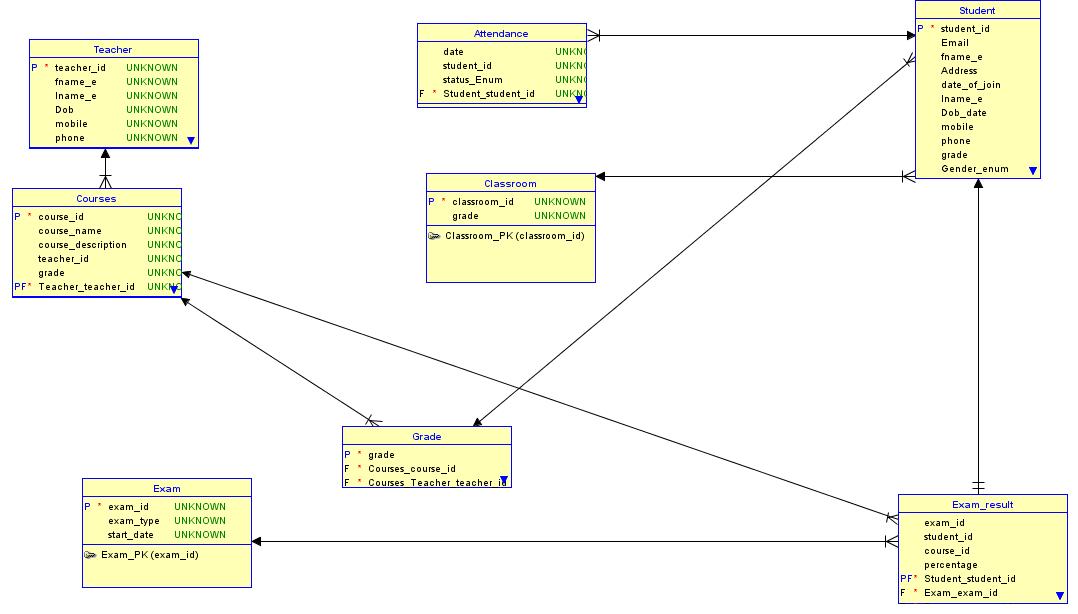 Teacher
P * teacher_id UNKNOWN
fname_e UNKNOWN
lname_e UNKNOWN
Dob UNKNOWN
mobile UNKNOWN
phone UNKNOWN
Courses
P * course_id UNKNO
course_name UNKNO
course_description UNKNO
teacher_id UNKNO
grade UNKNO
PF* Teacher_teacher_id UNKNO
Attendance
date UNKNO
student_id UNKNO
status_Enum UNKNO
F * Student_student_id UNKNO
Classroom
P * classroom_id UNKNOWN
grade UNKNOWN
Classroom_PK (classroom_id)
Student
P * student_id
Email
fname_e
Address
date_of_join
lname_e
Dob_date
mobile
phone
grade
Gender_enum
Grade
P * grade
F * Courses_course_id
F * Courses_Teacher_teacher_id
Exam
P * exam_id UNKNOWN
exam_type UNKNOWN
start_date UNKNOWN
Exam_PK (exam_id)
Exam_result
exam_id
student_id
course_id
percentage
PF* Student_student_id
F * Exam_exam_id